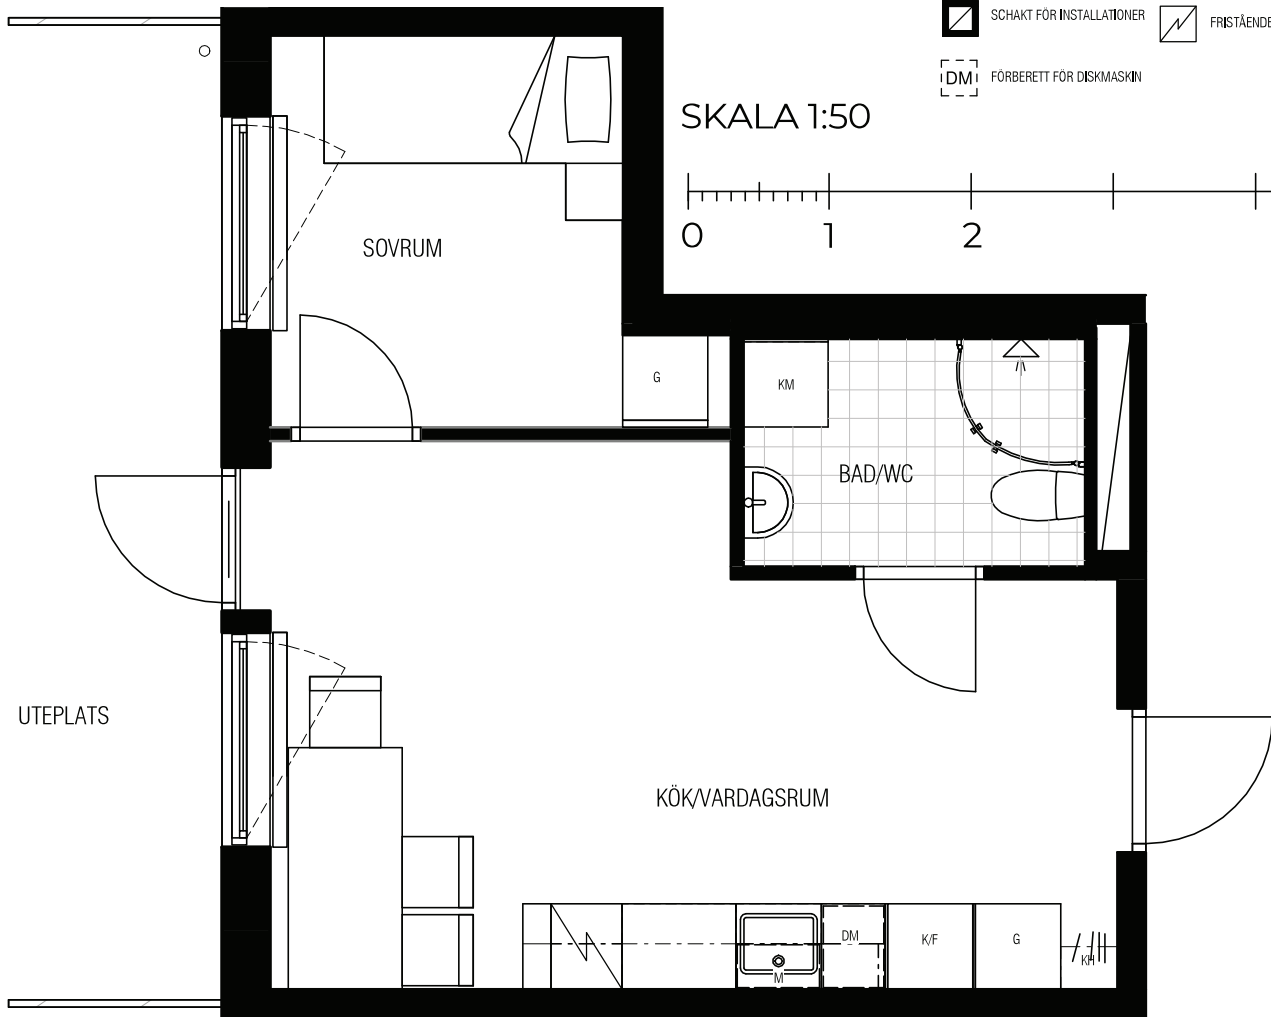 SCHAKT FÖR INSTALLATIONER
FRISTÅENDE
DM FÖRBERETT FÖR DISKMASKIN
SKALA 1:50
0 1 2
SOVRUM
G
KM
BAD/WC
UTEPLATS
KÖK/VARDAGSRUM
DM
K/F
G
KH
M